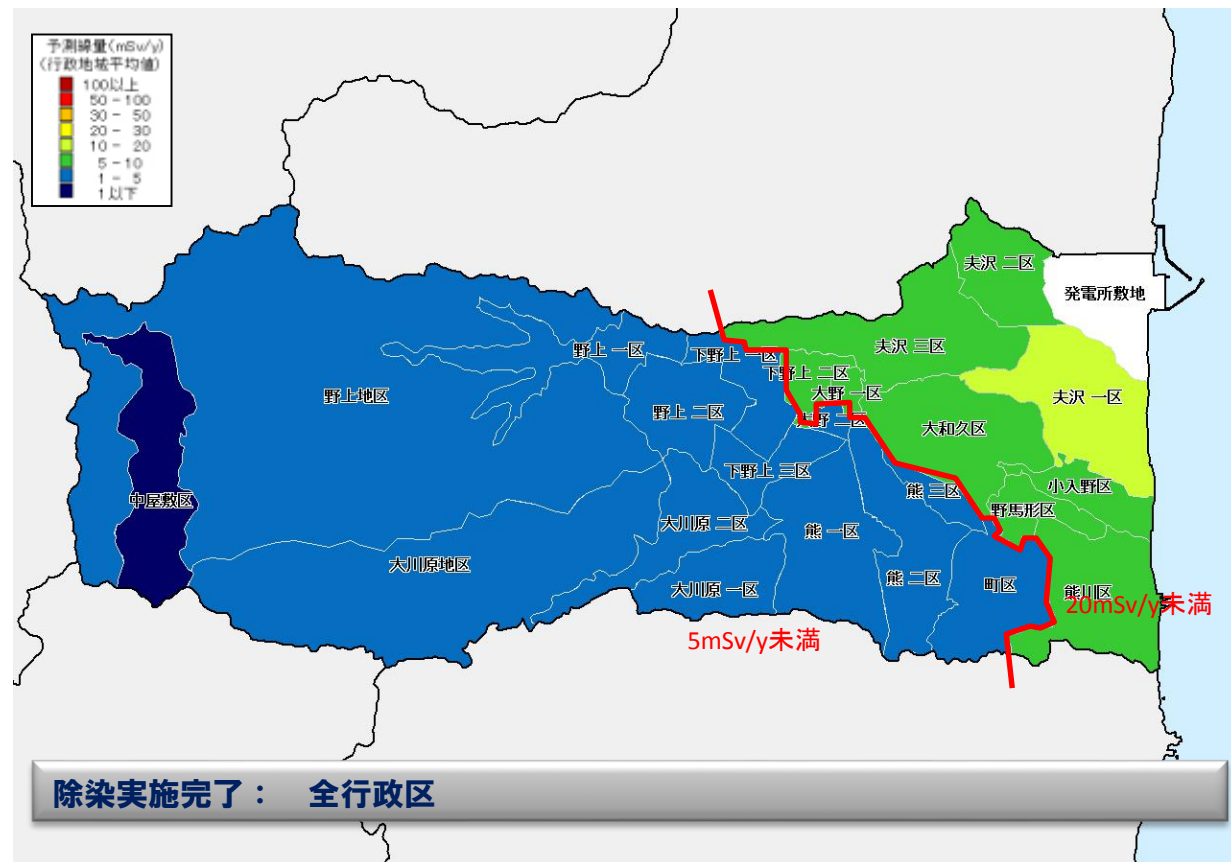 予測線量(mSv/y)
(行政地域平均値)
100以上
50 - 100
30 - 50
20 - 30
10 - 20
5 - 10
1 - 5
1以下
夫沢 二区
発電所敷地
夫沢 三区
野上 一区
下野上 一区
下野上 二区
大野 一区
夫沢 一区
野上地区
野上 二区
大野 二区
大和久区
下野上 三区
小入野区
中屋敷区
熊 三区
野馬形区
大川原 二区
熊 一区
大川原地区
大川原 一区
熊 二区
町区
熊川区
20mSv/y未満
5mSv/y未満
除染実施完了： 全行政区